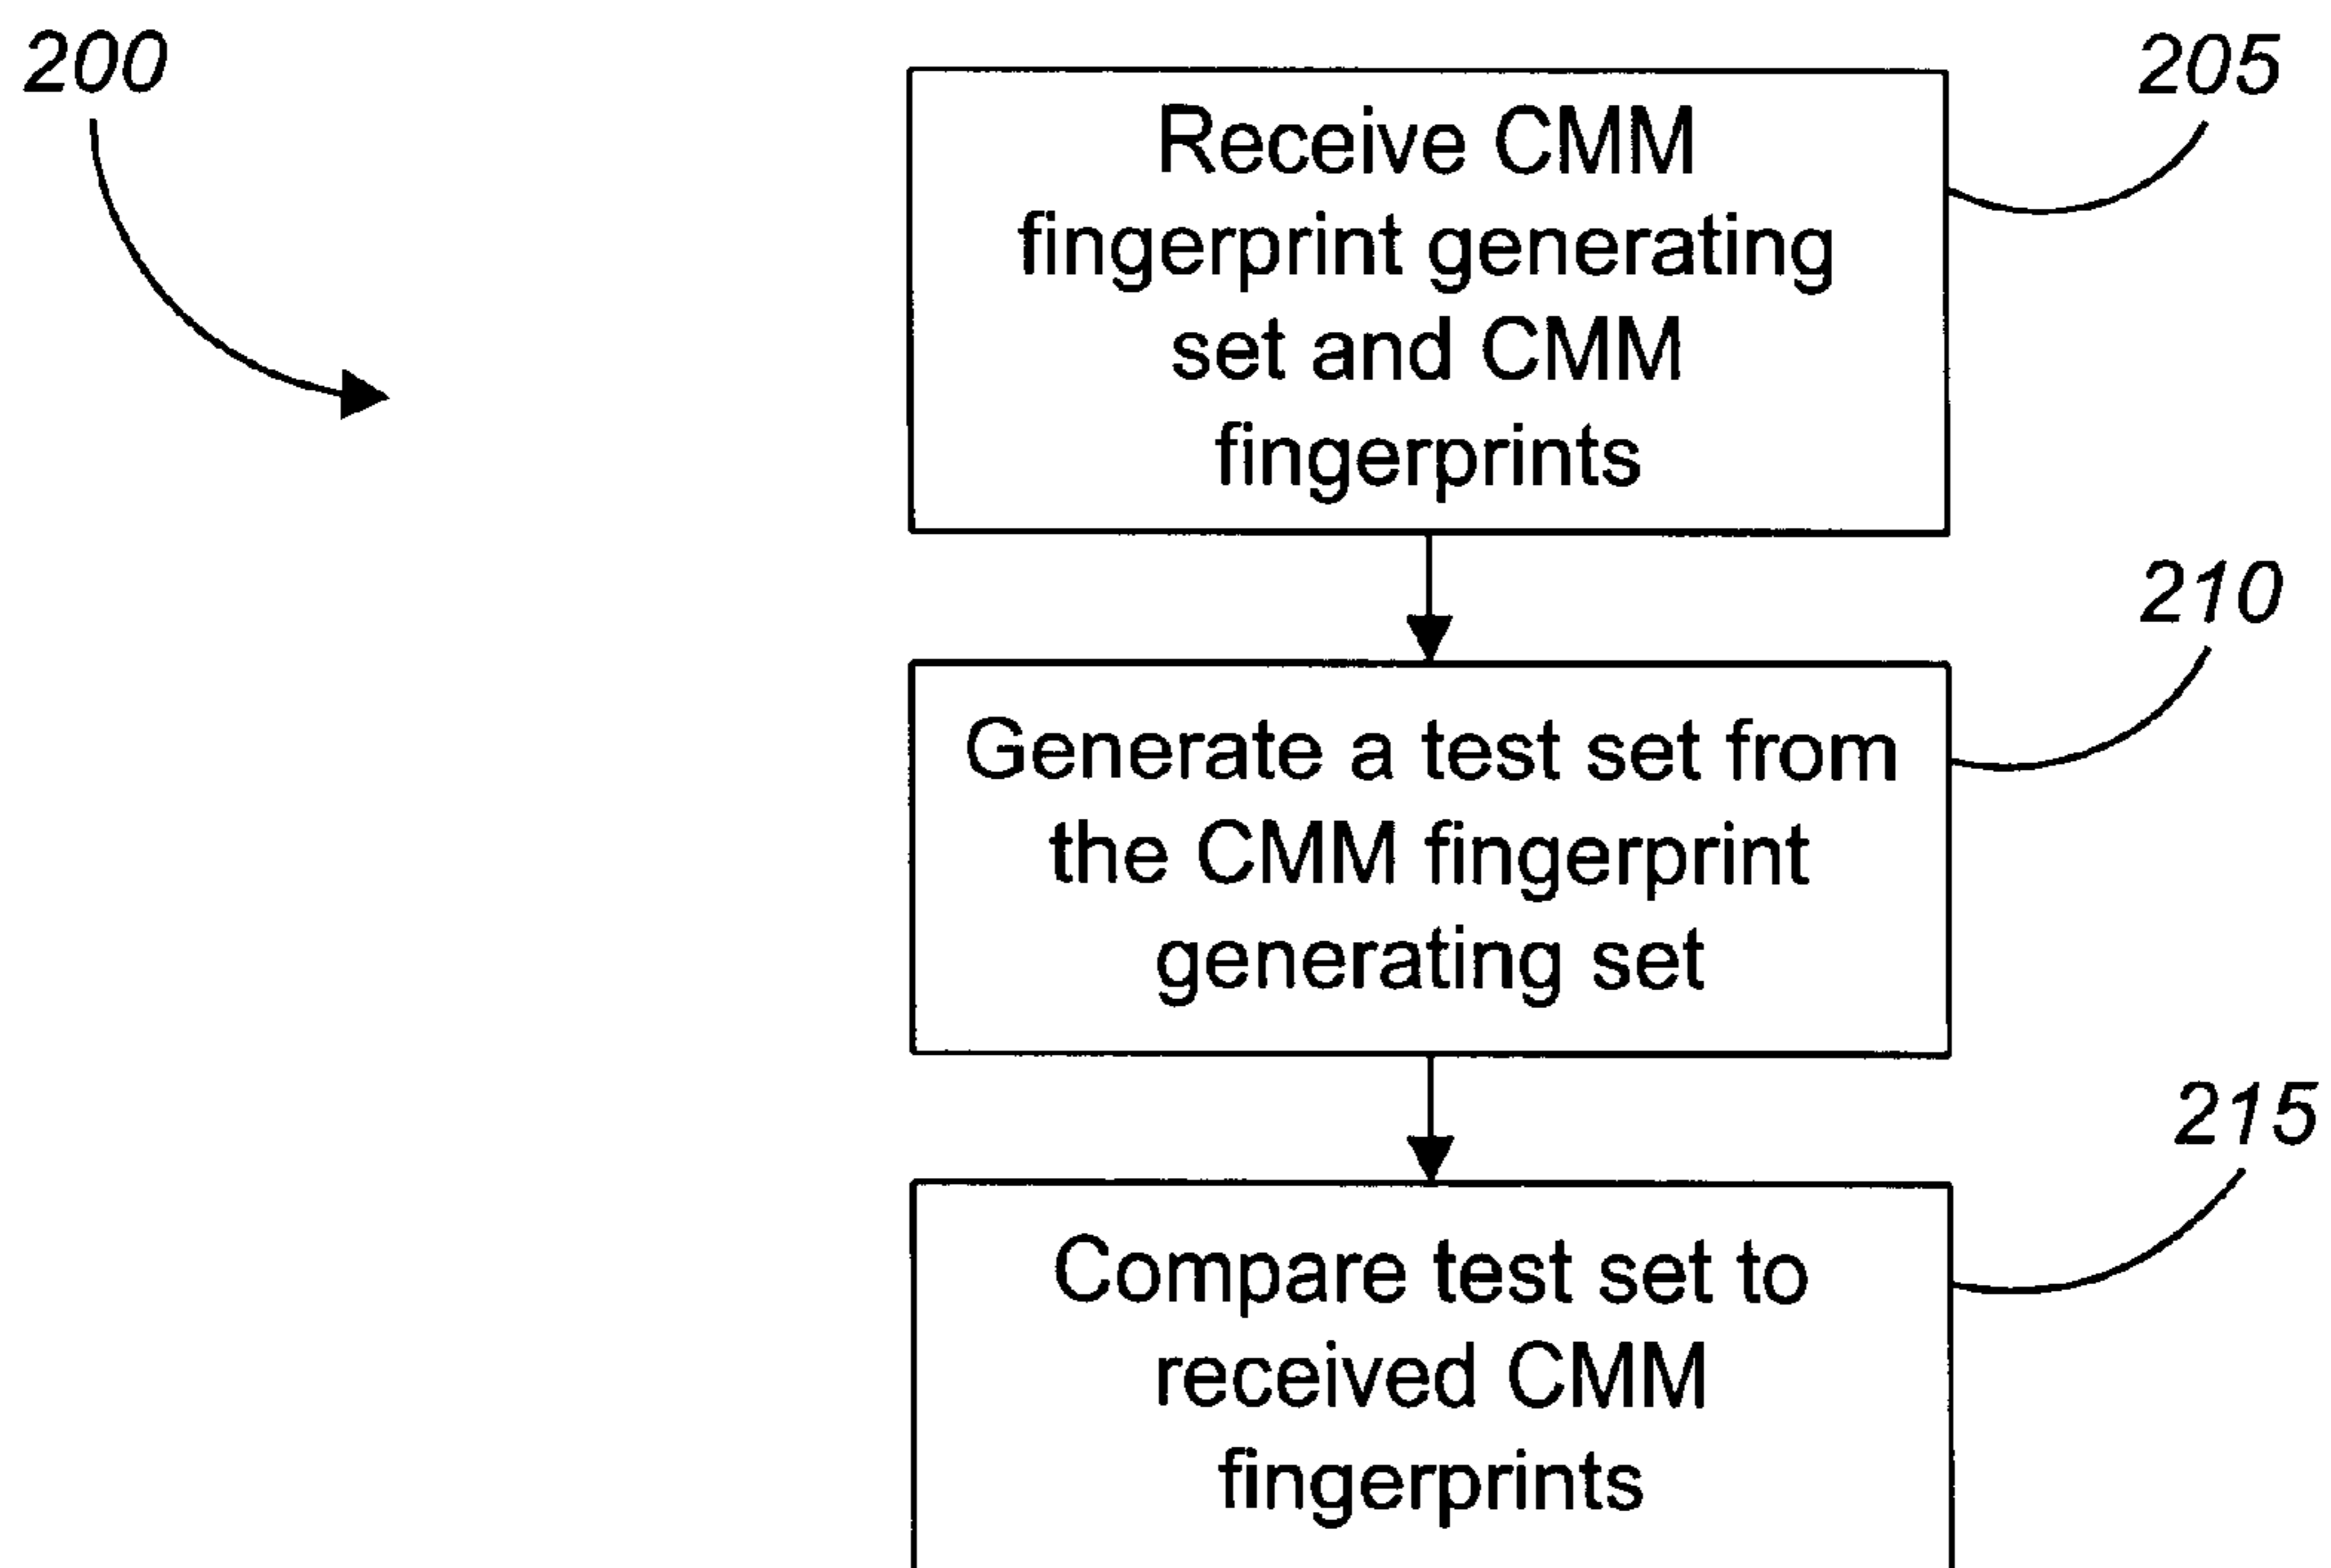 200
205
Receive CMM
fingerprint generating
set and CMM
fingerprints
210
Generate a test set from
the CMM fingerprint
generating set
215
Compare test set to
received CMM
fingerprints